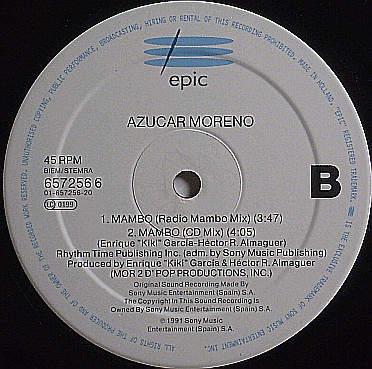 ALL RIGHTS OF THE PRODUCER AND OF THE OWNER OF THE RECORDED WORK RESERVED. UNAUTHORISED COPYING, PUBLIC PERFORMANCE, BROADCASTING, HIRING OR RENTAL OF THIS RECORDING PROHIBITED. MADE IN HOLLAND. "EPIC" REGISTERED TRADEMARK. IS THE EXCLUSIVE TRADEMARK OF SONY MUSIC ENTERTAINMENT INC.
epic
AZUCAR MORENO
45 RPM
BIEM/STEMRA
657256 6
01-657256-20
LC 0199
B
1. MAMBO (Radio Mambo Mix) (3:47)
2. MAMBO (CD Mix) (4:05)
(Enrique "Kiki" Garcia-Héctor R. Almaguer)
Rhythm Time Publishing Inc. (adm. by Sony Music Publishing)
Produced by Enrique "Kiki" Garcia & Héctor R. Almaguer
(MOR 2 D' POP PRODUCTIONS, INC.)
Original Sound Recording Made By
Sony Music Entertainment (Spain) S.A.
The Copyright In This Sound Recording Is
Owned By Sony Music Entertainment (Spain) S.A.
© 1991 Sony Music
Entertainment (Spain) S.A.